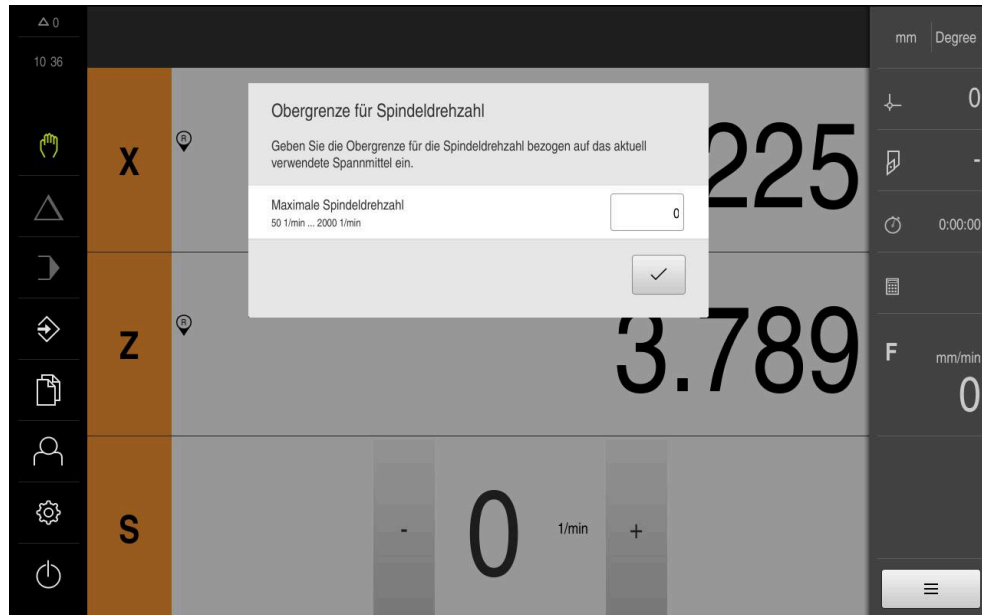 0
mm Degree
10 36
Obergrenze für Spindeldrehzahl
Geben Sie die Obergrenze für die Spindeldrehzahl bezogen auf das aktuell
verwendete Spannmittel ein.
Maximale Spindeldrehzahl
50 1/min ... 2000 1/min
0
X
R
225
0
-
0:00:00
Z
R
3.789
F
mm/min
0
S
-
0
1/min
+